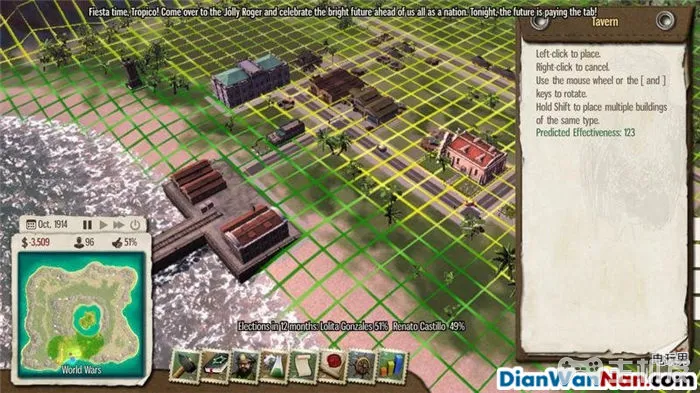 Fiesta time, Tropico! Come over to the Jolly Roger and celebrate the bright future ahead of us all as a nation. Tonight, the future is paying the tab!
Tavern
Left-click to place.
Right-click to cancel.
Use the mouse wheel or the [ and ]
keys to rotate.
Hold Shift to place multiple buildings
of the same type.
Predicted Effectiveness: 123
Oct. 1914
$ -3,509 96 51%
World Wars
Elections in 12 months: Lolita Gonzáles 51% Renato Castillo 49%
电玩男
DianWanNan.com